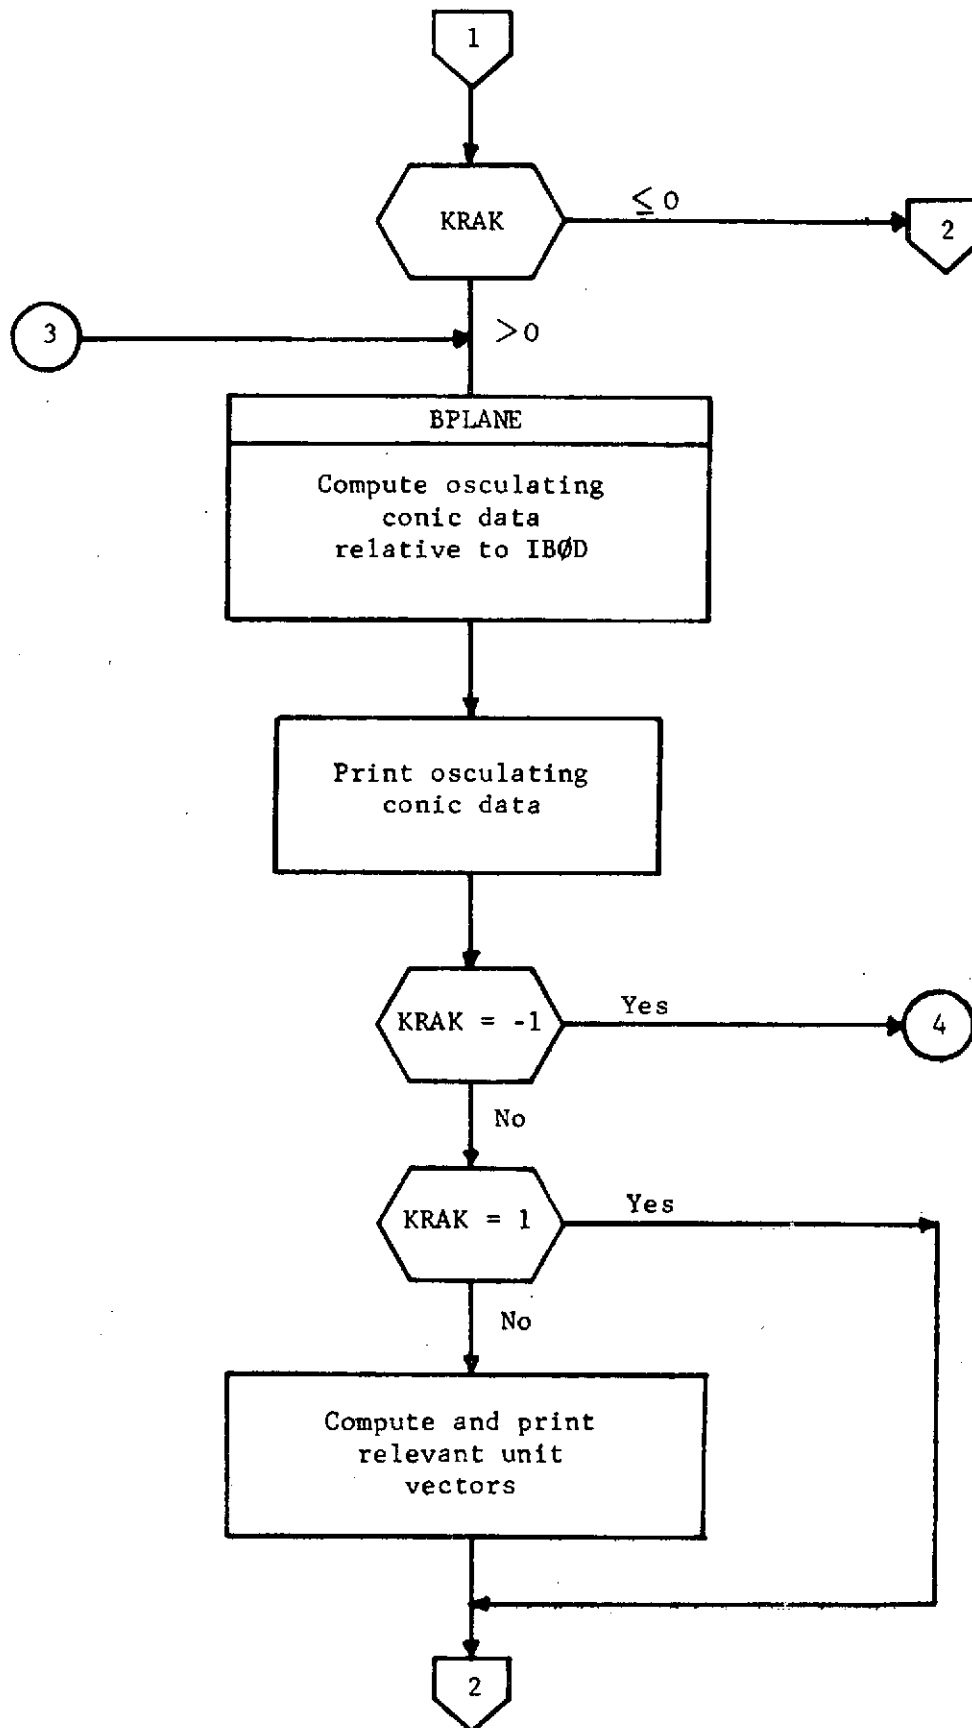 1
KRAK
≤ 0
2
3
>0
BPLANE
Compute osculating
conic data
relative to IBØD
Print osculating
conic data
KRAK = -1
Yes
4
No
KRAK = 1
Yes
No
Compute and print
relevant unit
vectors
2